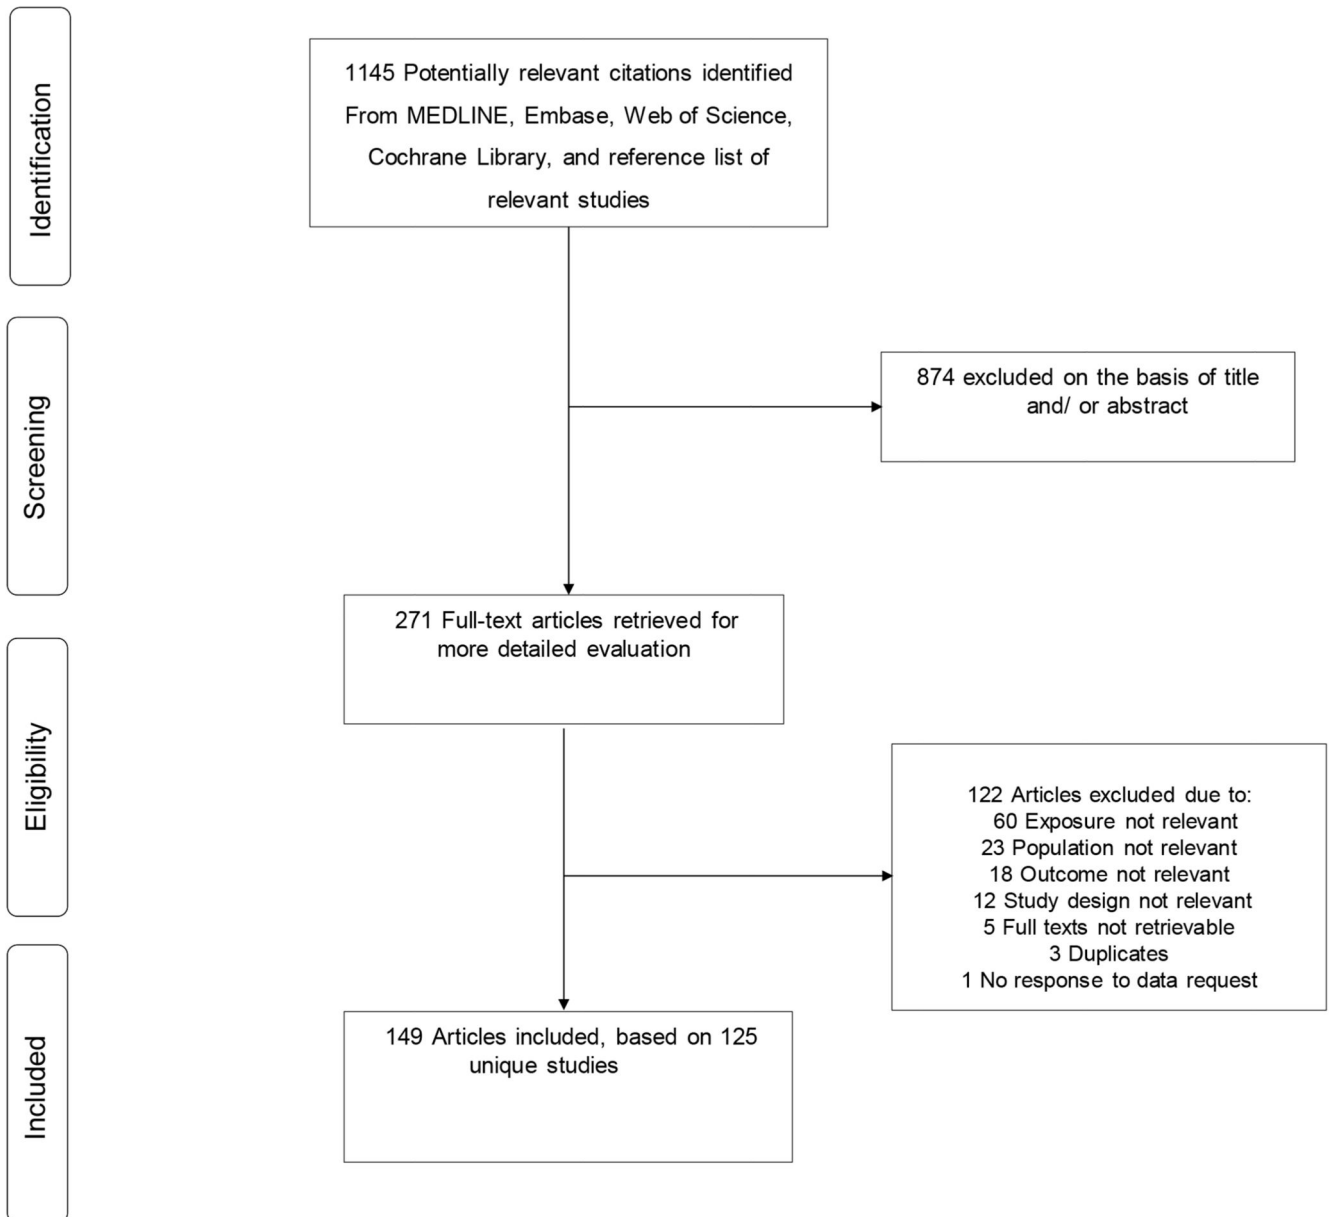 Identification
1145 Potentially relevant citations identified
From MEDLINE, Embase, Web of Science,
Cochrane Library, and reference list of
relevant studies
Screening
874 excluded on the basis of title
and/ or abstract
271 Full-text articles retrieved for
more detailed evaluation
Eligibility
122 Articles excluded due to:
60 Exposure not relevant
23 Population not relevant
18 Outcome not relevant
12 Study design not relevant
5 Full texts not retrievable
3 Duplicates
1 No response to data request
Included
149 Articles included, based on 125
unique studies